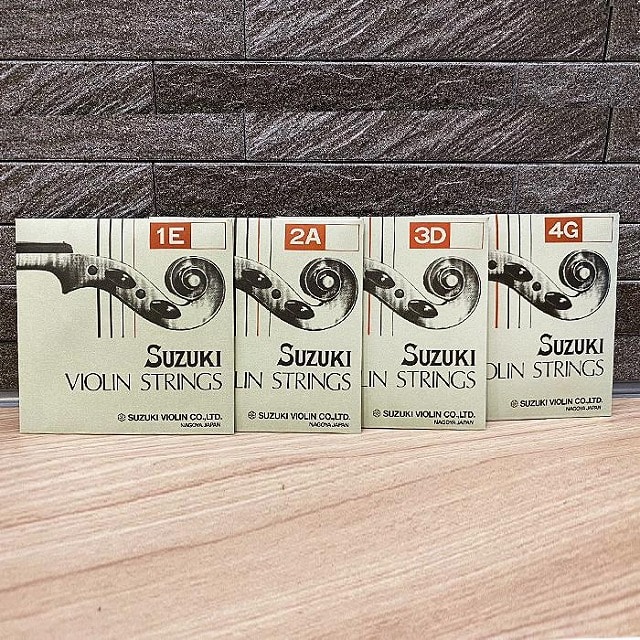 1E
SUZUKI
VIOLIN STRINGS
SUZUKI VIOLIN CO.,LTD.
NAGOYA JAPAN
2A
SUZUKI
LIN STRINGS
SUZUKI VIOLIN CO.,LTD.
NAGOYA JAPAN
3D
SUZUKI
LIN STRINGS
SUZUKI VIOLIN CO.,LTD.
NAGOYA JAPAN
4G
SUZUKI
LIN STRINGS
SUZUKI VIOLIN CO.,LTD.
NAGOYA JAPAN